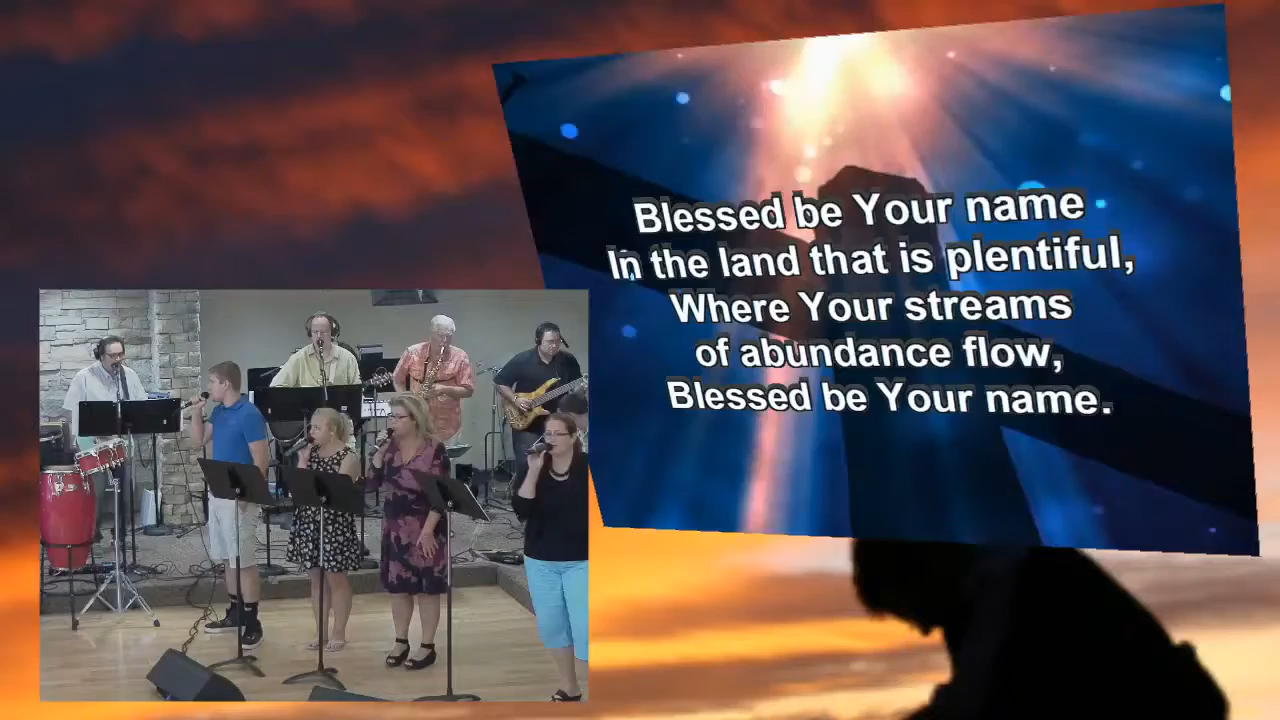 Blessed be Your name
In the land that is plentiful,
Where Your streams
of abundance flow,
Blessed be Your name.